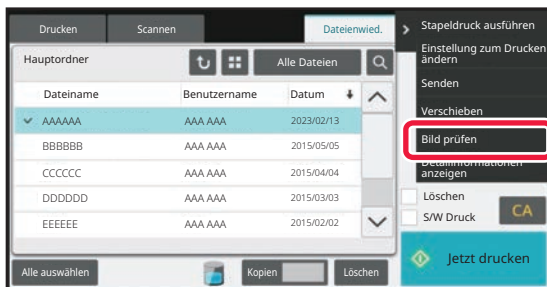 Drucken
Scannen
Dateienwied.
Hauptordner
Alle Dateien
Dateiname Benutzername Datum
AAAAAA AAA AAA 2023/02/13
BBBBBB AAA AAA 2015/05/05
CCCCCC AAA AAA 2015/04/04
DDDDDD AAA AAA 2015/03/03
EEEEEE AAA AAA 2015/02/02
Alle auswählen
Kopien
Löschen
Stapeldruck ausführen
Einstellung zum Drucken
ändern
Senden
Verschieben
Bild prüfen
Detailinformationen
anzeigen
Löschen
S/W Druck
CA
Jetzt drucken